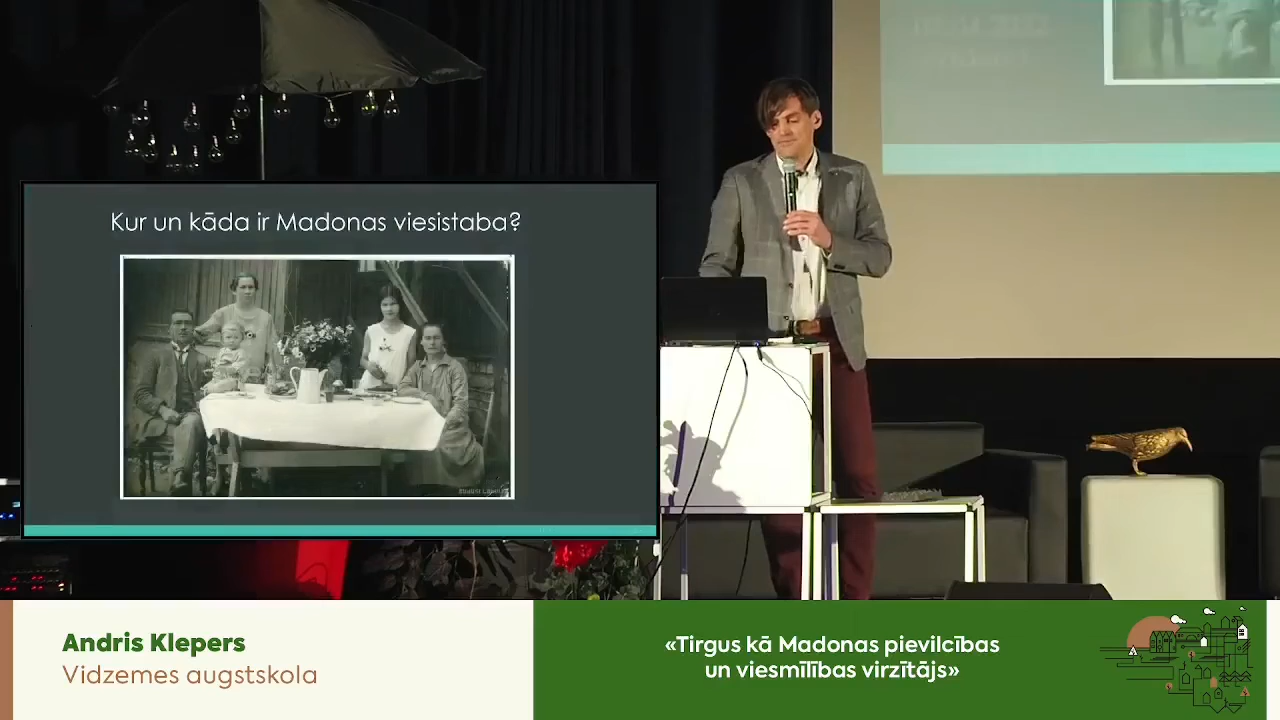 Kur un kāda ir Madonas viesistaba?
Andris Klepers
Vidzemes augstskola
«Tirgus kā Madonas pievilcības
un viesmīlības virzītājs»